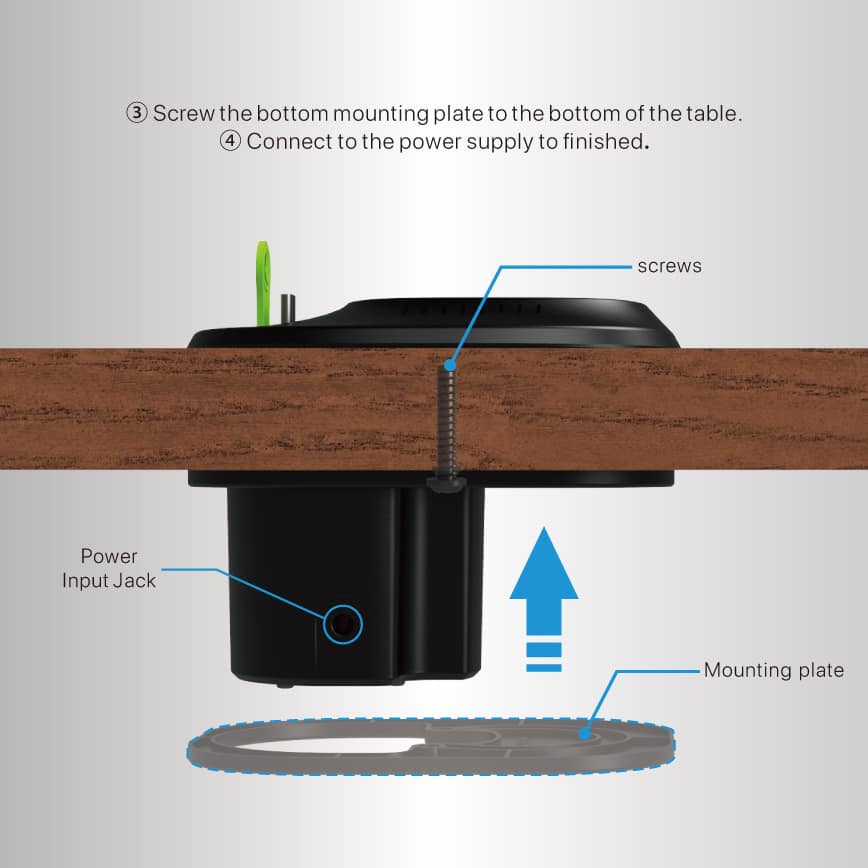 ③ Screw the bottom mounting plate to the bottom of the table.
④ Connect to the power supply to finished.
screws
Power
Input Jack
Mounting plate